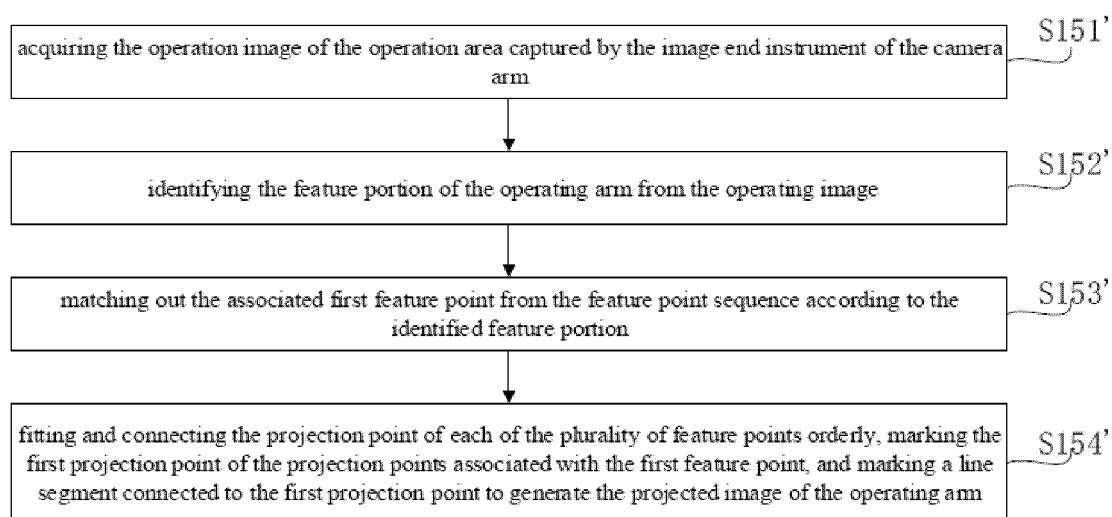 S151’
acquiring the operation image of the operation area captured by the image end instrument of the camera
arm
S152’
identifying the feature portion of the operating arm from the operating image
S153’
matching out the associated first feature point from the feature point sequence according to the
identified feature portion
S154’
fitting and connecting the projection point of each of the plurality of feature points orderly, marking the
first projection point of the projection points associated with the first feature point, and marking a line
segment connected to the first projection point to generate the projected image of the operating arm